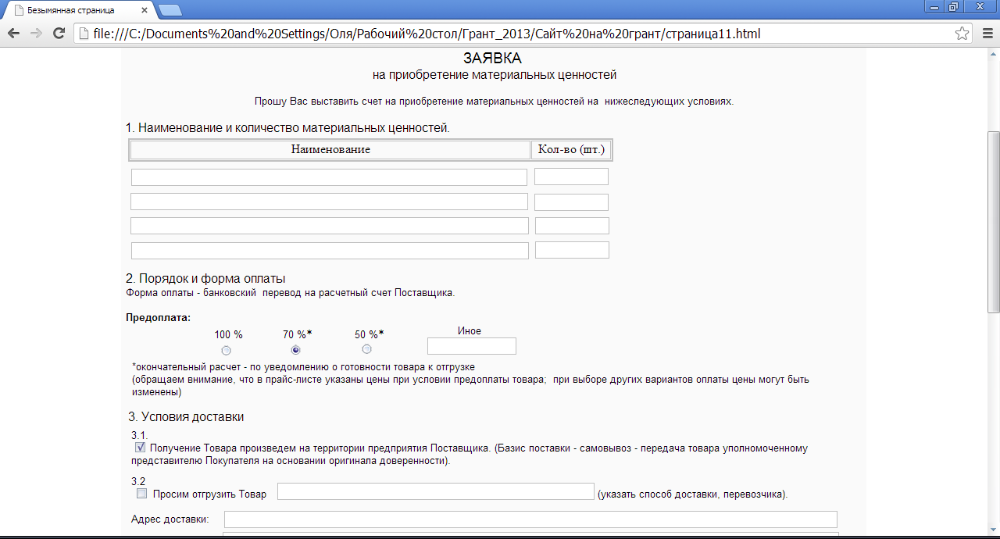 Безымянная страница
file:///C:/Documents%20and%20Settings/Оля/Рабочий%20стол/Грант_2013/Сайт%20на%20грант/страница11.html
ЗАЯВКА
на приобретение материальных ценностей
Прошу Вас выставить счет на приобретение материальных ценностей на нижеследующих условиях.
1. Наименование и количество материальных ценностей.
Наименование Кол-во (шт.)
2. Порядок и форма оплаты
Форма оплаты - банковский перевод на расчетный счет Поставщика.
Предоплата:
100 % 70 %* 50 %* Иное
*окончательный расчет - по уведомлению о готовности товара к отгрузке
(обращаем внимание, что в прайс-листе указаны цены при условии предоплаты товара; при выборе других вариантов оплаты цены могут быть
изменены)
3. Условия доставки
3.1.
Получение Товара произведем на территории предприятия Поставщика. (Базис поставки - самовывоз - передача товара уполномоченному
представителю Покупателя на основании оригинала доверенности).
3.2
Просим отгрузить Товар (указать способ доставки, перевозчика).
Адрес доставки: